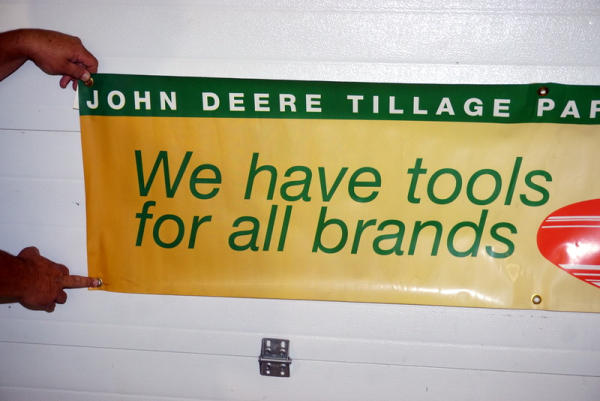 JOHN DEERE TILLAGE
We have tools
for all brands